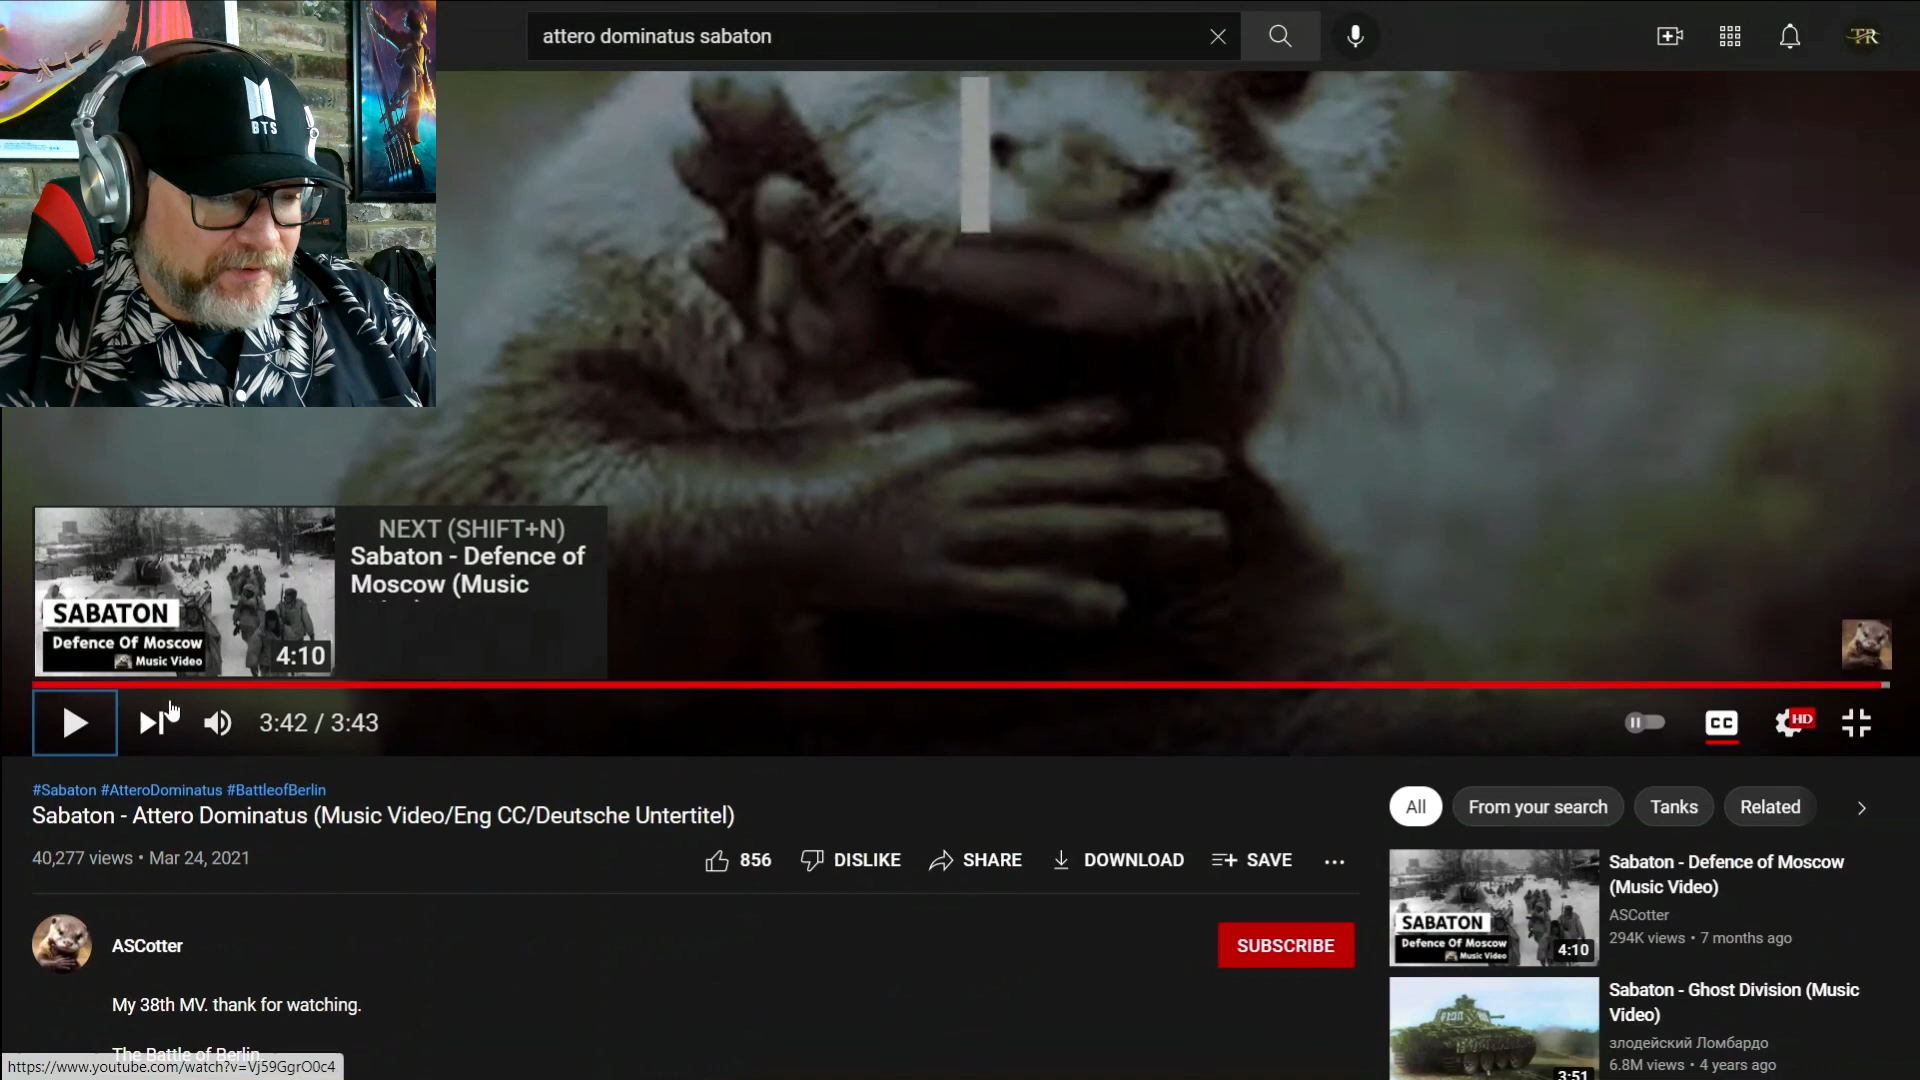 BTS
attero dominatus sabaton
TR
NEXT (SHIFT+N)
Sabaton - Defence of
Moscow (Music
SABATON
Defence Of Moscow
Music Video
4:10
3:42 / 3:43
CC
HD
#Sabaton #AtteroDominatus #BattleofBerlin
Sabaton - Attero Dominatus (Music Video/Eng CC/Deutsche Untertitel)
40,277 views • Mar 24, 2021
856
DISLIKE
SHARE
DOWNLOAD
SAVE
ASCotter
SUBSCRIBE
My 38th MV. thank for watching.
The Battle of Berlin
https://www.youtube.com/watch?v=Vj59GgrO0c4
All
From your search
Tanks
Related
SABATON
Defence Of Moscow
Music Video
4:10
Sabaton - Defence of Moscow
(Music Video)
ASCotter
294K views • 7 months ago
3:51
Sabaton - Ghost Division (Music
Video)
злодейский Ломбардо
6.8M views • 4 years ago